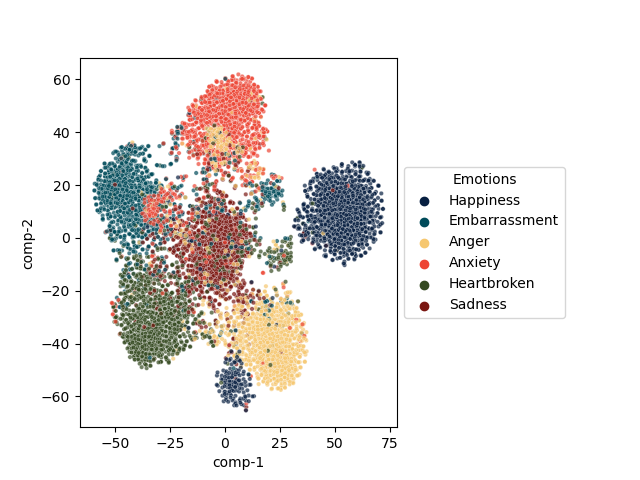 60
40
20
0
−20
−40
−60
comp-2
−50
−25
0
25
50
75
comp-1
Emotions
Happiness
Embarrassment
Anger
Anxiety
Heartbroken
Sadness